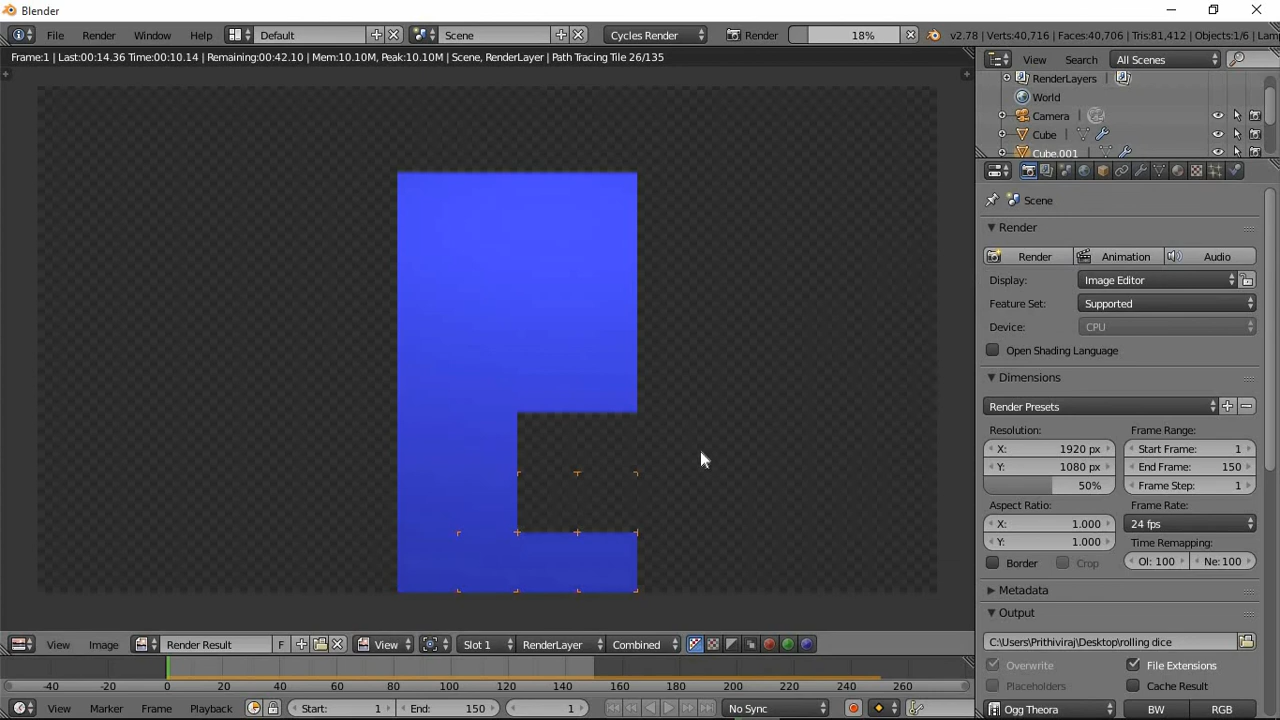 Blender
File Render Window Help Default Scene Cycles Render Render 18% v2.78 | Verts:40,716 | Faces:40,706 | Tris:81,412 | Objects:1/6 | Lam
Frame:1 | Last:00:14.36 Time:00:10.14 | Remaining:00:42.10 | Mem:10.10M, Peak:10.10M | Scene, RenderLayer | Path Tracing Tile 26/135
View Search All Scenes
RenderLayers |
World
Camera |
Cube |
Cube.001 |
Scene
Render
Render Animation Audio
Display: Image Editor
Feature Set: Supported
Device: CPU
Open Shading Language
Dimensions
Render Presets
Resolution: Frame Range:
X: 1920 px Start Frame: 1
Y: 1080 px End Frame: 150
50% Frame Step: 1
Aspect Ratio: Frame Rate:
X: 1.000 24 fps
Y: 1.000 Time Remapping:
Border Crop Ol: 100 Ne: 100
Metadata
Output
C:\Users\Prithiviraj\Desktop\rolling dice
Overwrite File Extensions
Placeholders Cache Result
Ogg Theora BW RGB
View Image Render Result F View Slot 1 RenderLayer Combined
-40 -20 0 20 40 60 80 100 120 140 160 180 200 220 240 260
View Marker Frame Playback Start: 1 End: 150 1 No Sync